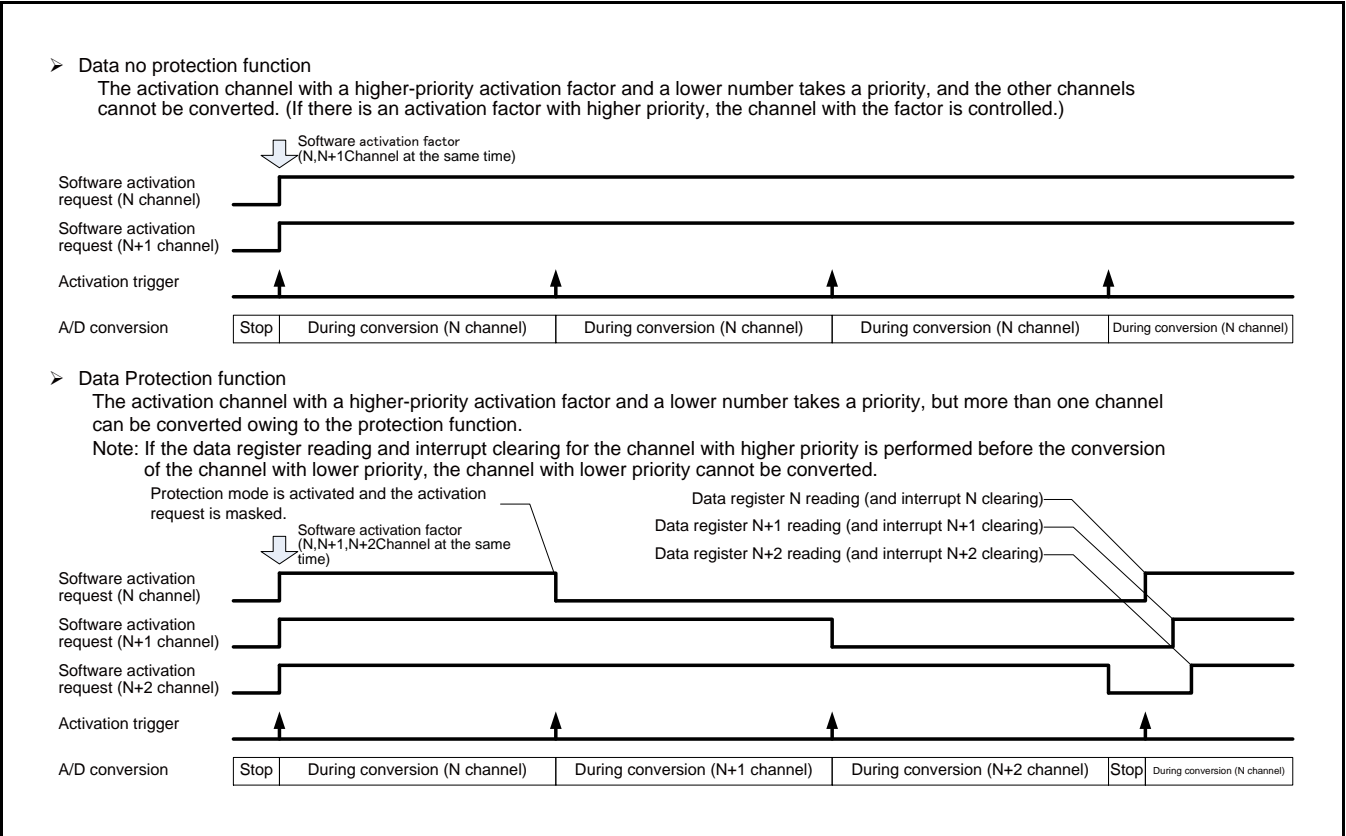 ➢ Data no protection function
The activation channel with a higher-priority activation factor and a lower number takes a priority, and the other channels
cannot be converted. (If there is an activation factor with higher priority, the channel with the factor is controlled.)
Software activation factor
(N,N+1Channel at the same time)
Software activation
request (N channel)
Software activation
request (N+1 channel)
Activation trigger
A/D conversion
Stop
During conversion (N channel)
During conversion (N channel)
During conversion (N channel)
During conversion (N channel)
➢ Data Protection function
The activation channel with a higher-priority activation factor and a lower number takes a priority, but more than one channel
can be converted owing to the protection function.
Note: If the data register reading and interrupt clearing for the channel with higher priority is performed before the conversion
of the channel with lower priority, the channel with lower priority cannot be converted.
Protection mode is activated and the activation
request is masked.
Data register N reading (and interrupt N clearing)
Data register N+1 reading (and interrupt N+1 clearing)
Data register N+2 reading (and interrupt N+2 clearing)
Software activation factor
(N,N+1,N+2Channel at the same
time)
Software activation
request (N channel)
Software activation
request (N+1 channel)
Software activation
request (N+2 channel)
Activation trigger
A/D conversion
Stop
During conversion (N channel)
During conversion (N+1 channel)
During conversion (N+2 channel)
Stop
During conversion (N channel)